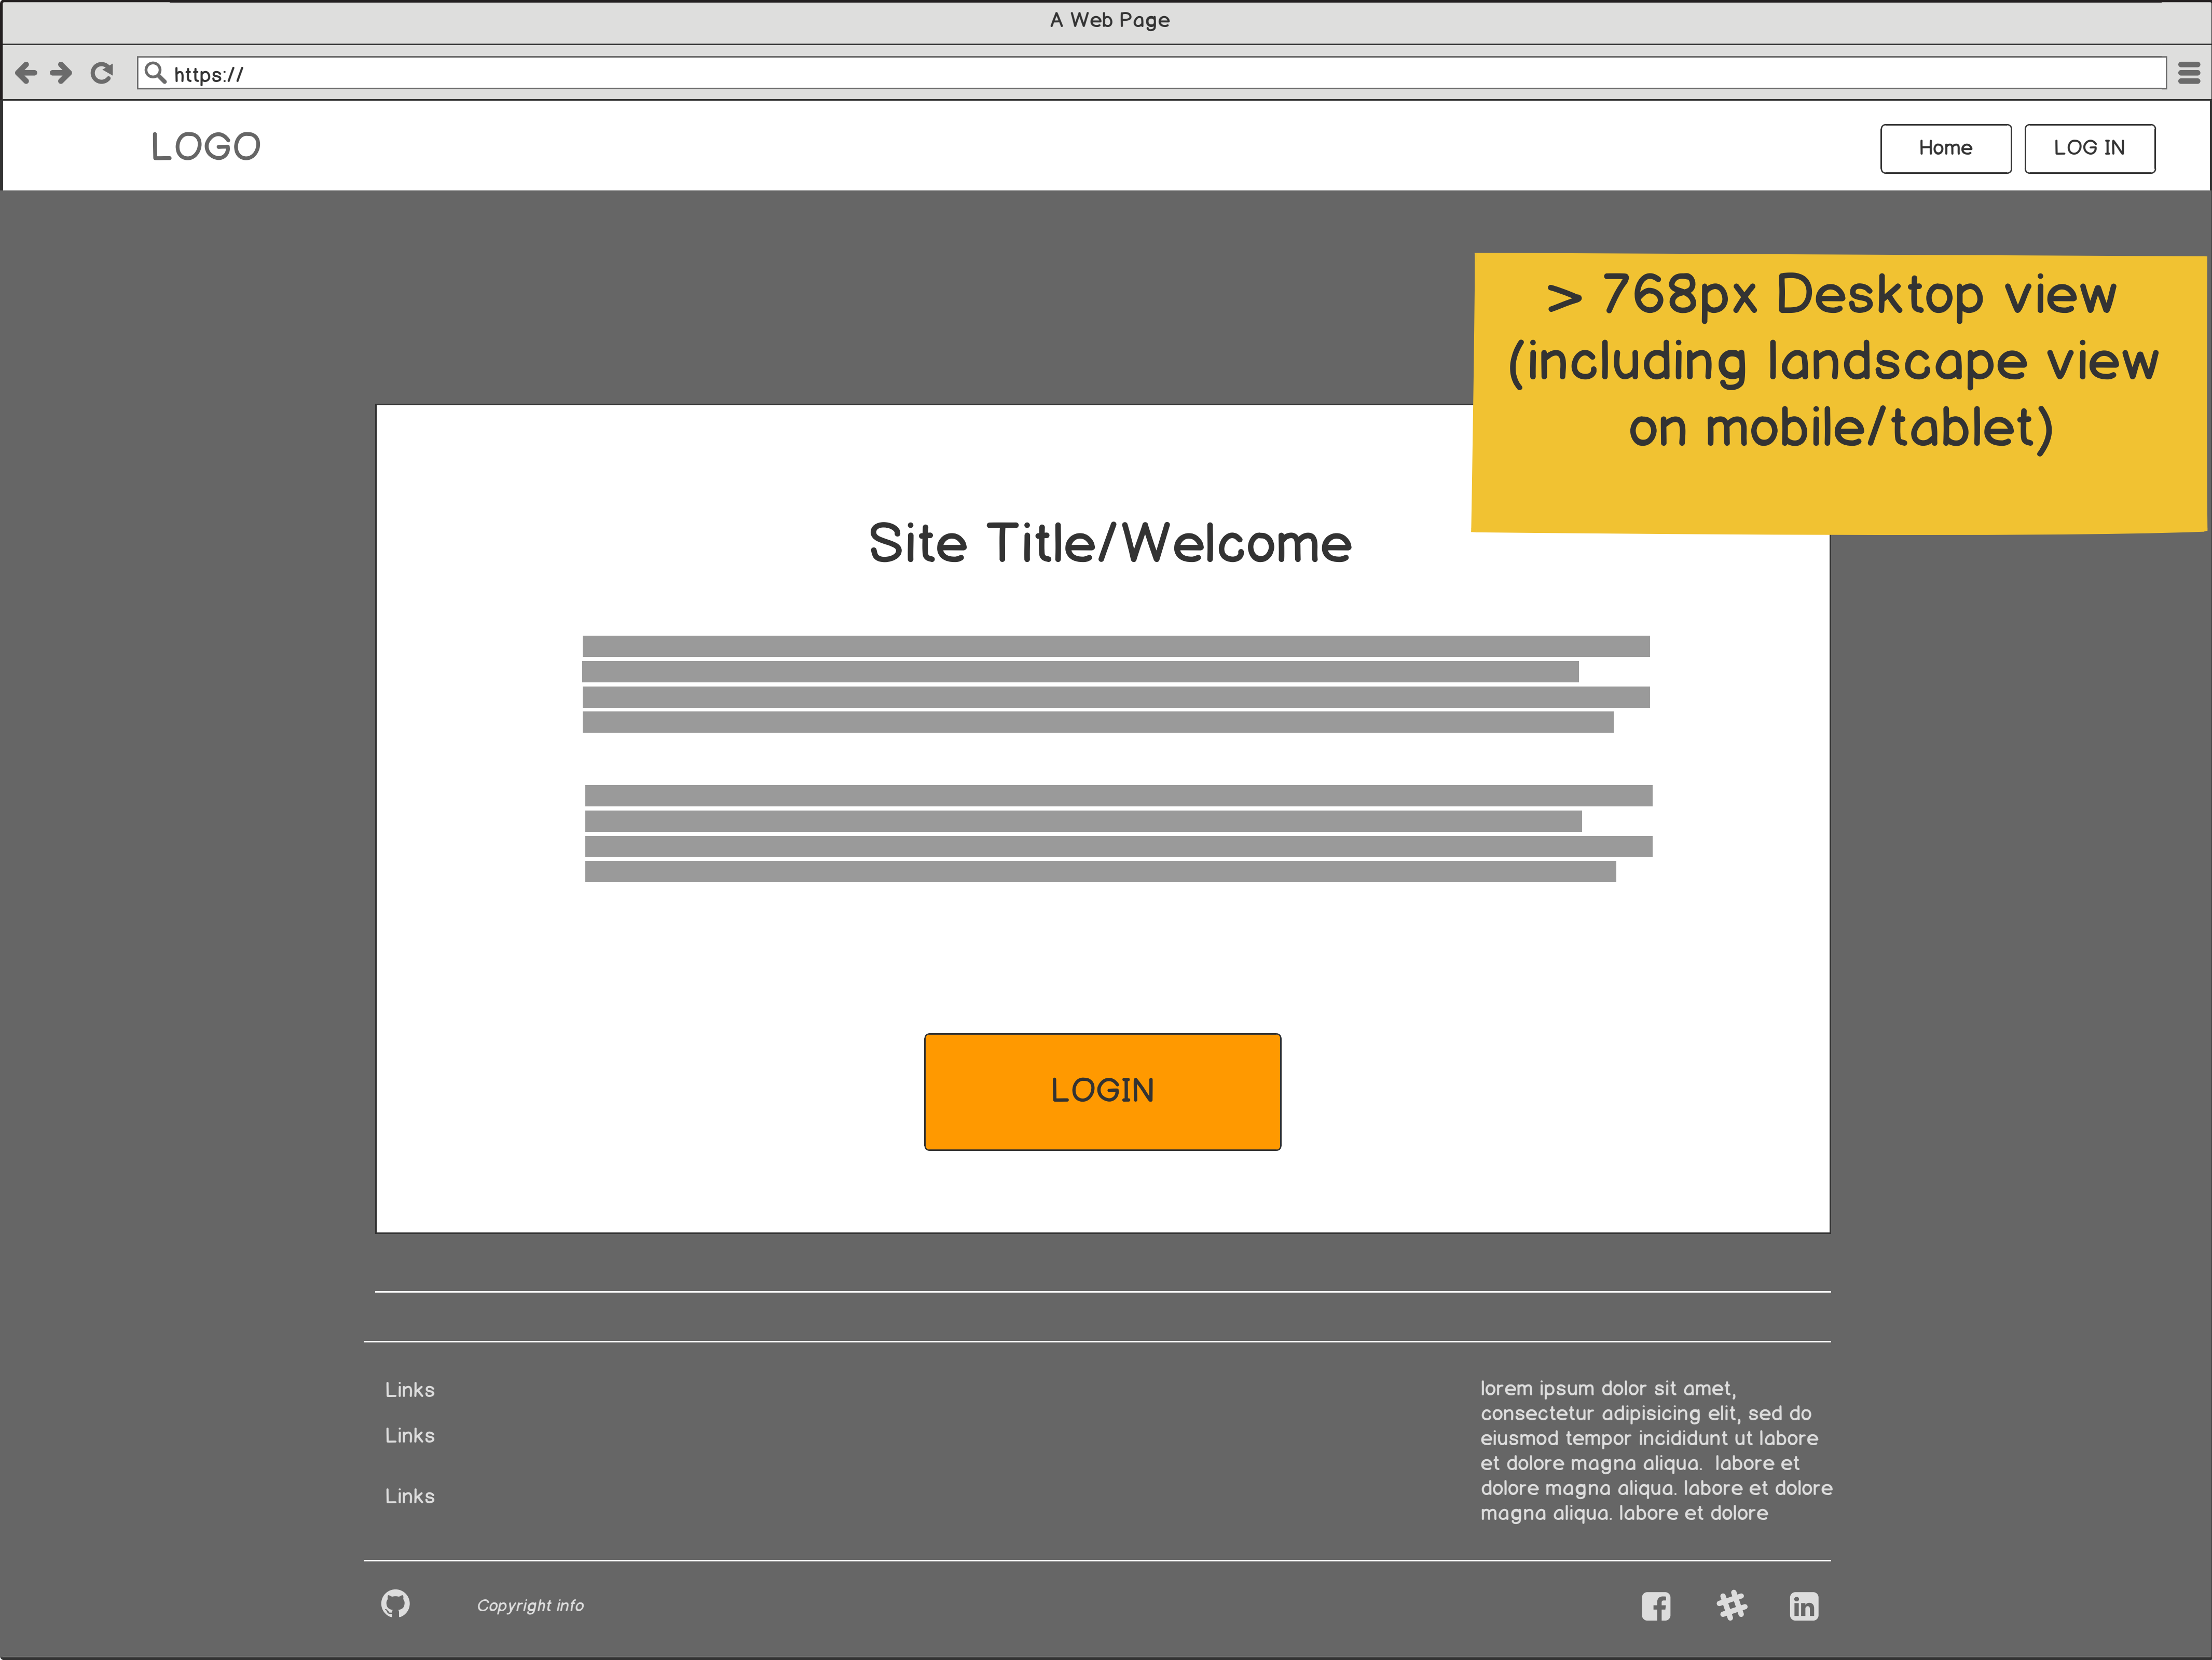 A Web Page
https://
LOGO
Home
LOG IN
> 768px Desktop view
(including landscape view
on mobile/tablet)
Site Title/Welcome
LOGIN
Links
Links
Links
lorem ipsum dolor sit amet,
consectetur adipisicing elit, sed do
eiusmod tempor incididunt ut labore
et dolore magna aliqua.  labore et
dolore magna aliqua. labore et dolore
magna aliqua. labore et dolore
Copyright info